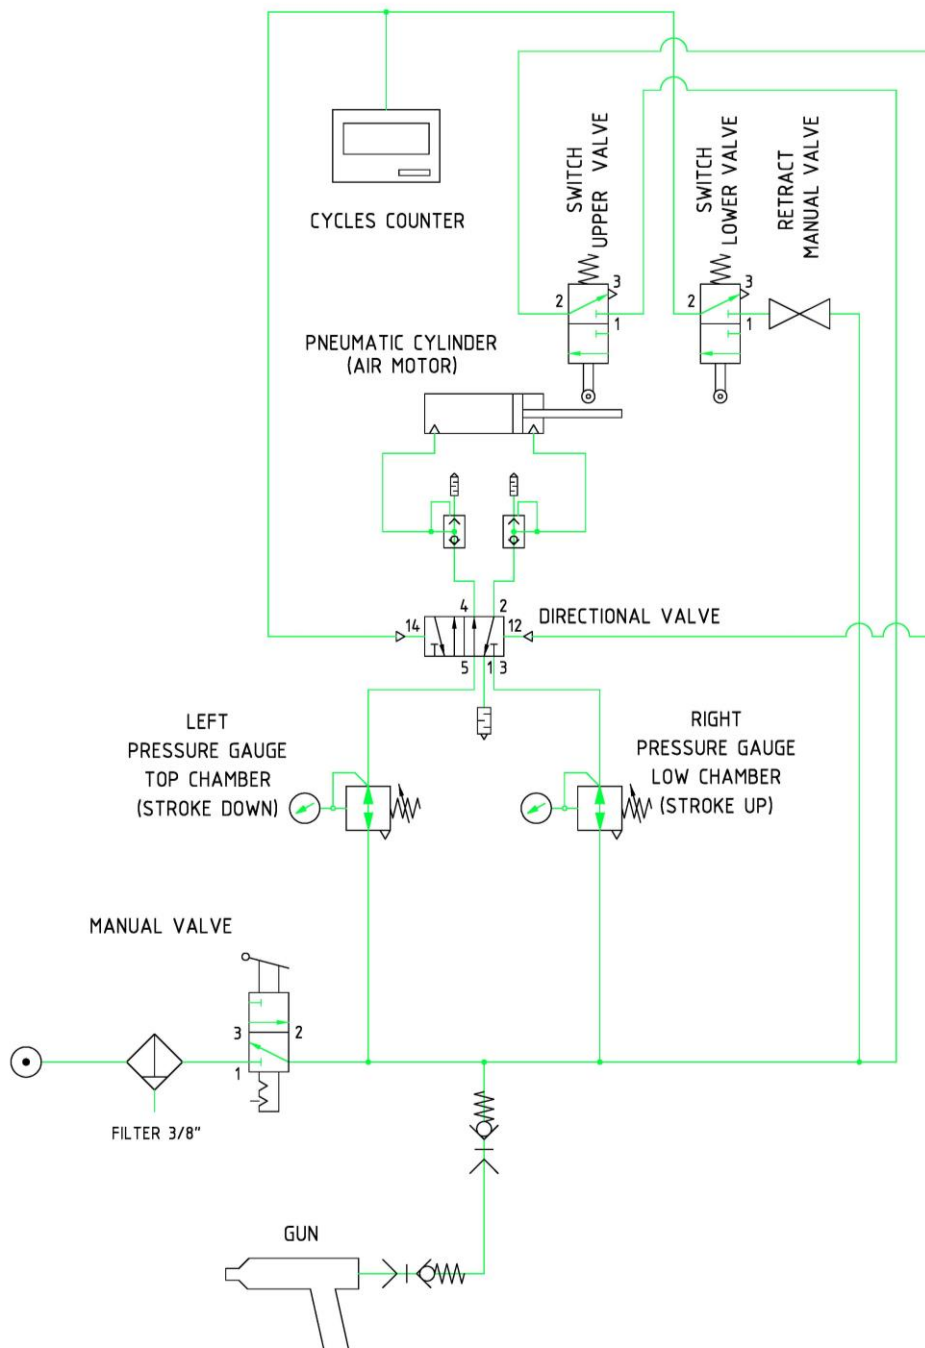 CYCLES COUNTER
SWITCH
UPPER VALVE
SWITCH
LOWER VALVE
RETRACT
MANUAL VALVE
3
2
1
3
2
1
PNEUMATIC CYLINDER
(AIR MOTOR)
4
2
14
12
DIRECTIONAL VALVE
5
1
3
LEFT
PRESSURE GAUGE
TOP CHAMBER
(STROKE DOWN)
RIGHT
PRESSURE GAUGE
LOW CHAMBER
(STROKE UP)
MANUAL VALVE
3
2
1
FILTER 3/8"
GUN